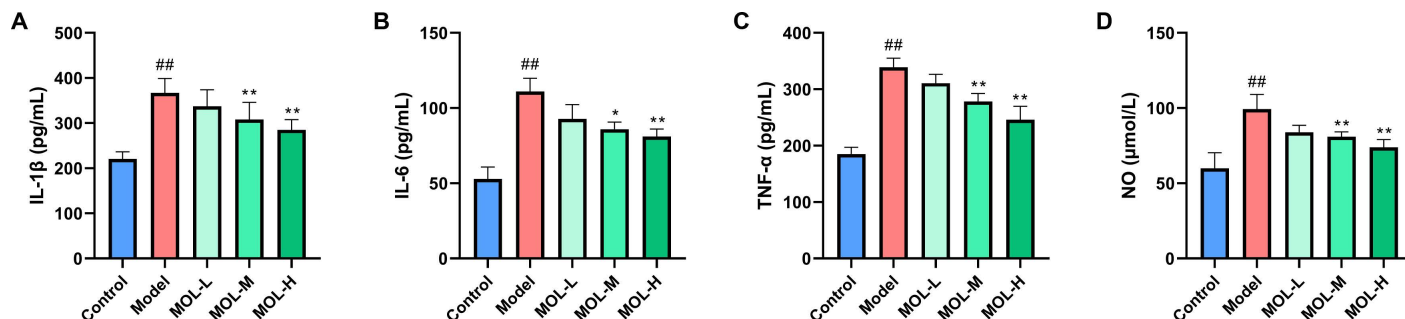 A
IL-1β (pg/mL)
500
400
300
200
100
0
##
**
**
Control
Model
MOL-L
MOL-M
MOL-H
B
IL-6 (pg/mL)
150
100
50
0
##
*
**
Control
Model
MOL-L
MOL-M
MOL-H
C
TNF-α (pg/mL)
400
300
200
100
0
##
**
**
Control
Model
MOL-L
MOL-M
MOL-H
D
NO (μmol/L)
150
100
50
0
##
**
**
Control
Model
MOL-L
MOL-M
MOL-H